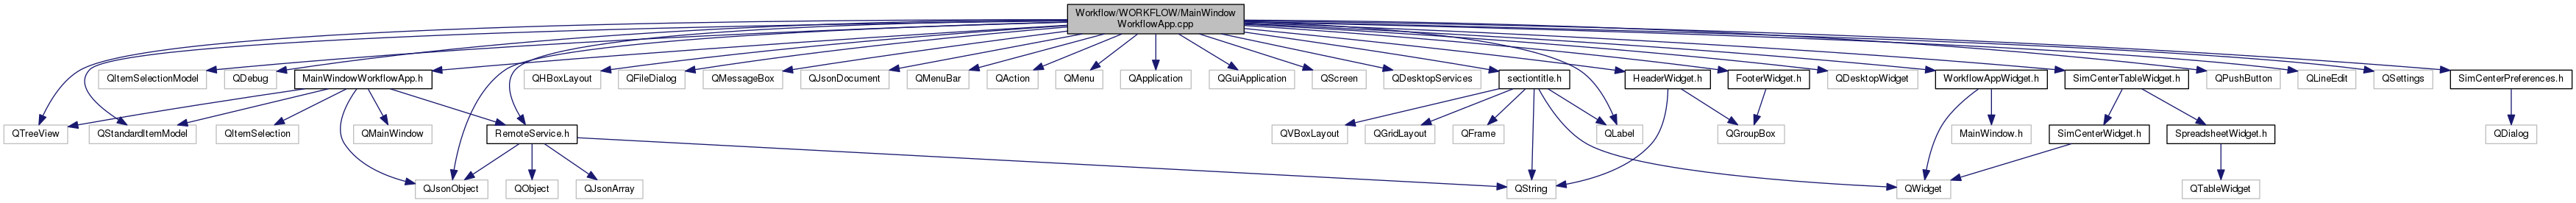 Workflow/WORKFLOW/MainWindow
WorkflowApp.cpp
QItemSelectionModel
QDebug
MainWindowWorkflowApp.h
QHBoxLayout
QFileDialog
QMessageBox
QJsonDocument
QMenuBar
QAction
QMenu
QApplication
QGuiApplication
QScreen
QDesktopServices
sectiontitle.h
HeaderWidget.h
FooterWidget.h
QDesktopWidget
WorkflowAppWidget.h
SimCenterTableWidget.h
QPushButton
QLineEdit
QSettings
SimCenterPreferences.h
QTreeView
QStandardItemModel
QItemSelection
QMainWindow
RemoteService.h
QVBoxLayout
QGridLayout
QFrame
QLabel
QGroupBox
MainWindow.h
SimCenterWidget.h
SpreadsheetWidget.h
QDialog
QJsonObject
QObject
QJsonArray
QString
QWidget
QTableWidget